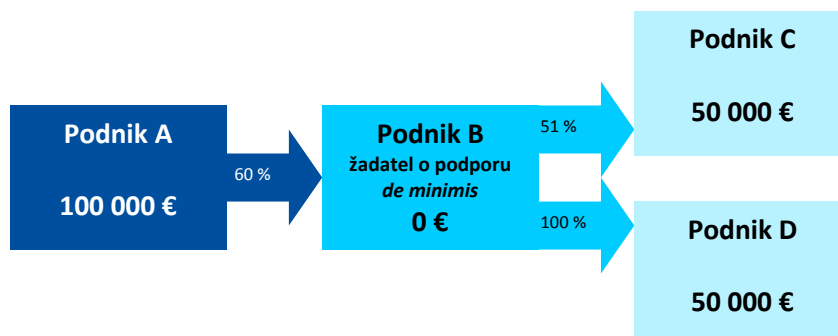 Podnik A
100 000 €
60 %
Podnik B
žadatel o podporu
de minimis
0 €
51 %
100 %
Podnik C
50 000 €
Podnik D
50 000 €